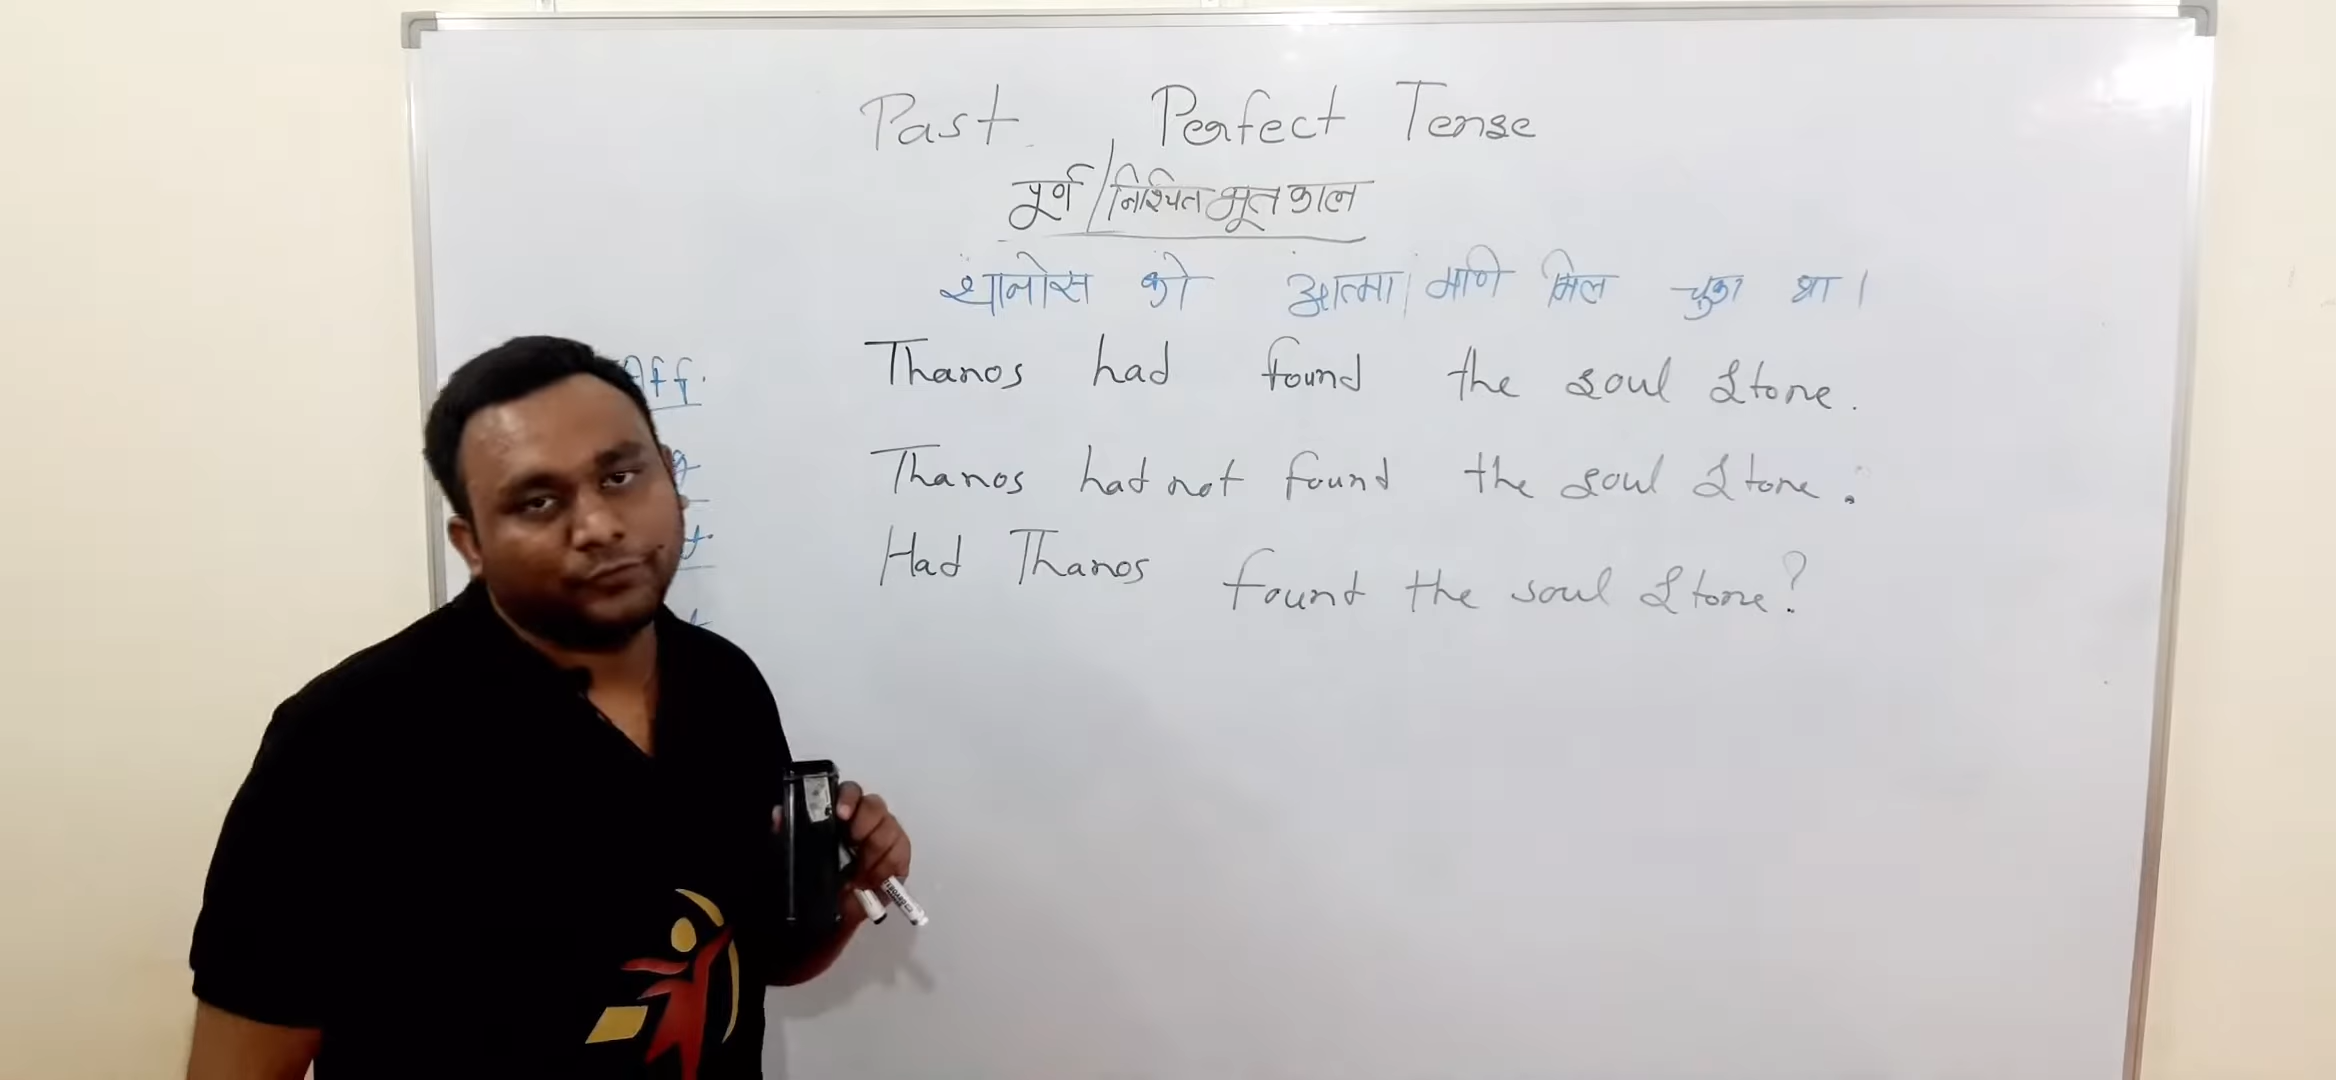 Past Perfect Tense
पूर्ण/निश्चित भूतकाल
थानोस को आत्मा मणि मिल चुका था।
Aff. Thanos had found the soul stone.
Thanos had not found the soul stone.
Had Thanos found the soul stone?